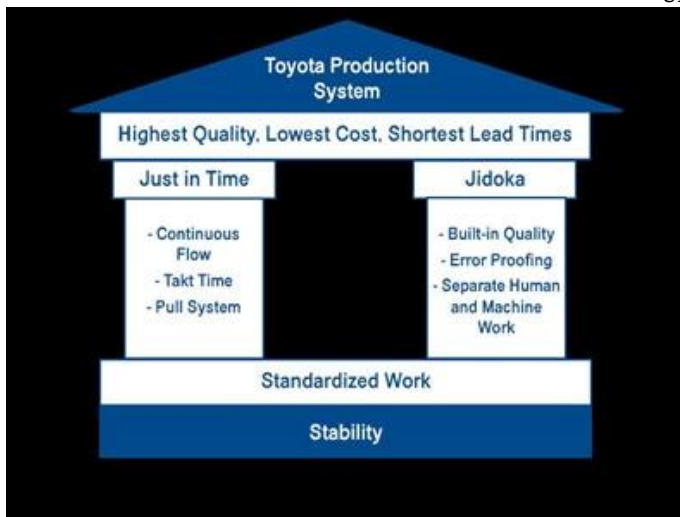 Toyota Production
System
Highest Quality, Lowest Cost, Shortest Lead Times
Just in Time
- Continuous
Flow
- Takt Time
- Pull System
Jidoka
- Built-in Quality
- Error Proofing
- Separate Human
and Machine
Work
Standardized Work
Stability